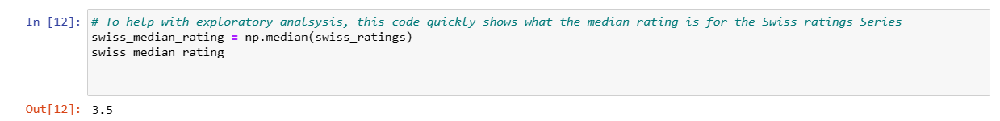 In [12]: # To help with exploratory analsysis, this code quickly shows what the median rating is for the Swiss ratings Series
swiss_median_rating = np.median(swiss_ratings)
swiss_median_rating
Out[12]: 3.5